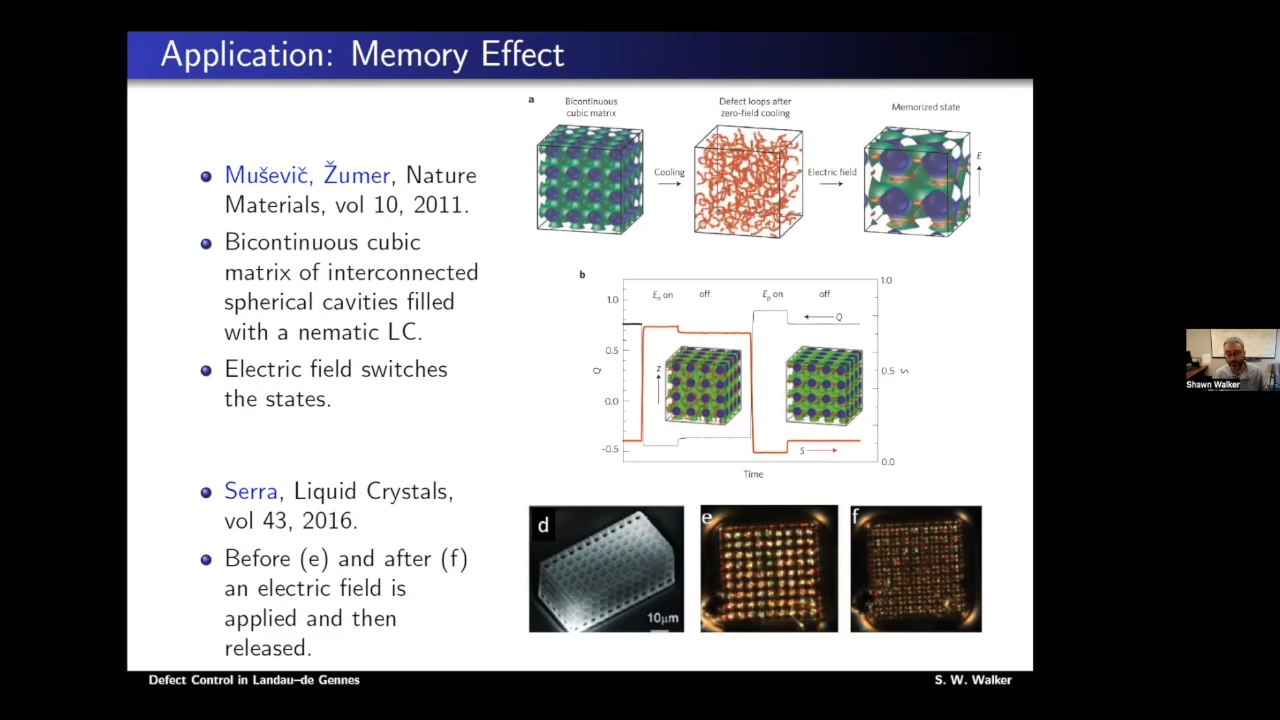 Application: Memory Effect
Muševič, Žumer, Nature
Materials, vol 10, 2011.
Bicontinuous cubic
matrix of interconnected
spherical cavities filled
with a nematic LC.
Electric field switches
the states.
Serra, Liquid Crystals,
vol 43, 2016.
Before (e) and after (f)
an electric field is
applied and then
released.
a
Bicontinuous
cubic matrix
Cooling
Defect loops after
zero-field cooling
Electric field
Memorized state
E
b
1.0
0.5
0.0
-0.5
Q
En on
off
Ep on
off
Q
z
S
1.0
0.5
0.0
S
Time
d
10μm
e
f
Shawn Walker
Defect Control in Landau–de Gennes
S. W. Walker